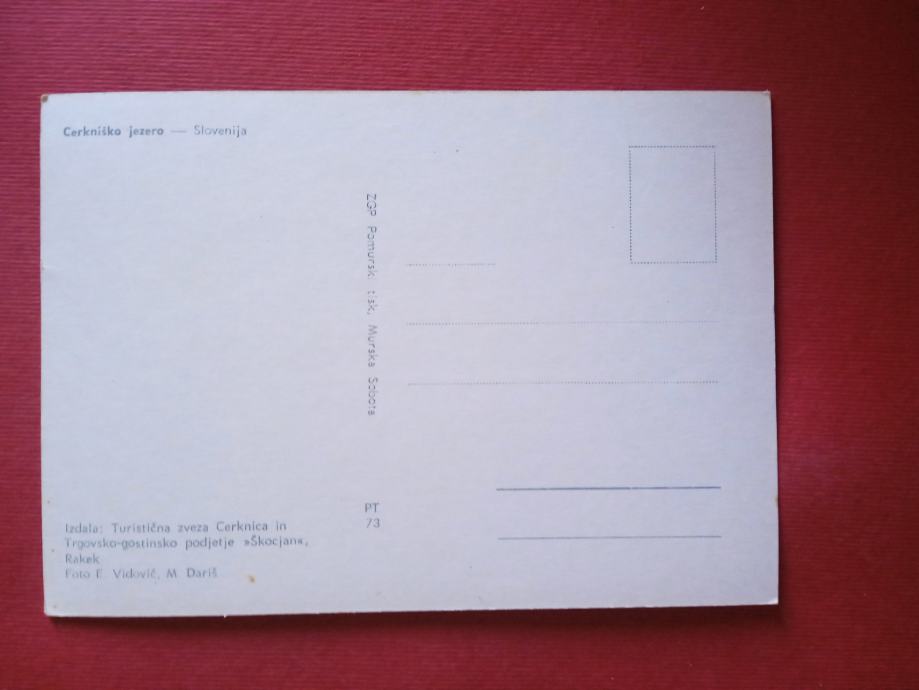 Cerkniško jezero — Slovenija
ZGP Pomursk tisk, Murska Sobota
PT
73
Izdala: Turistična zveza Cerknica in
Trgovsko-gostinsko podjetje »Škocjan«,
Rakek
Foto E. Vidovič, M. Dariš